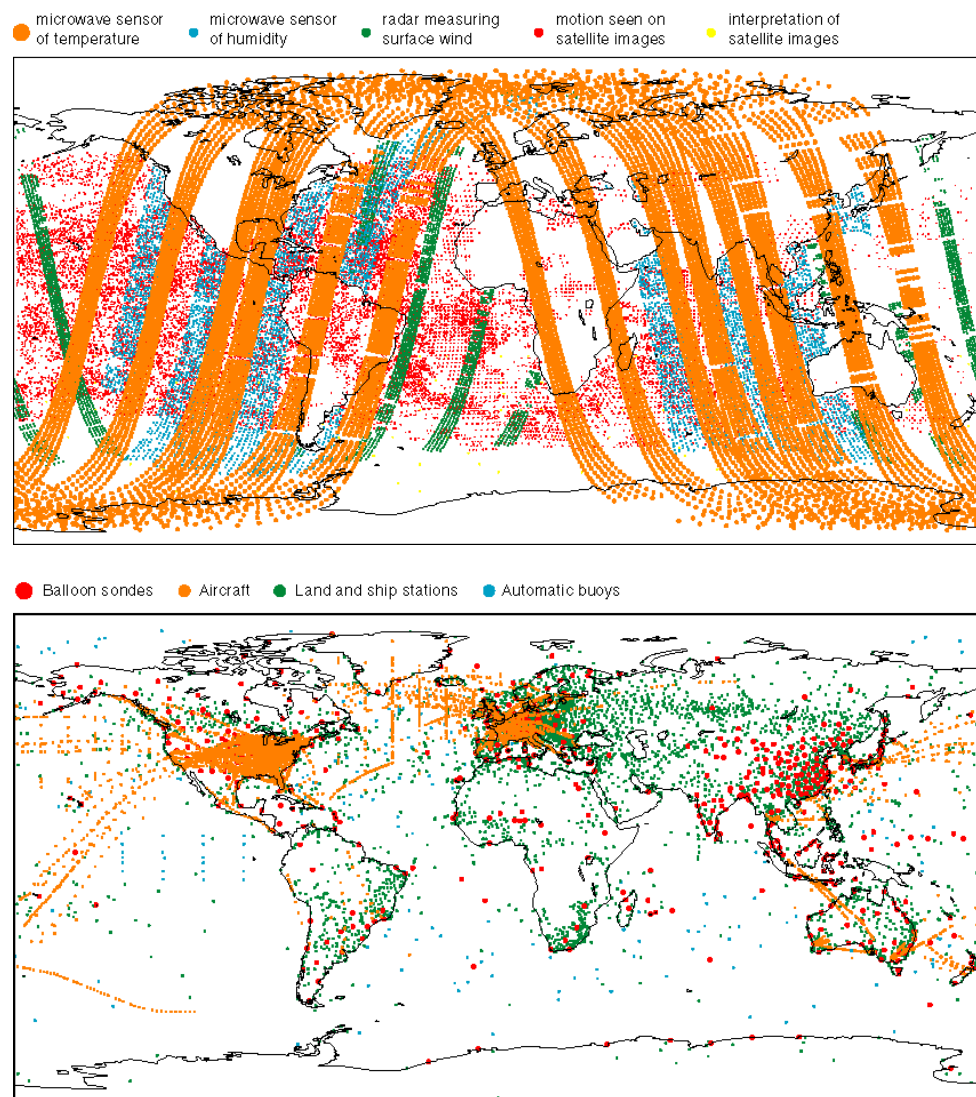 microwave sensor of temperature
microwave sensor of humidity
radar measuring surface wind
motion seen on satellite images
interpretation of satellite images
Balloon sondes
Aircraft
Land and ship stations
Automatic buoys